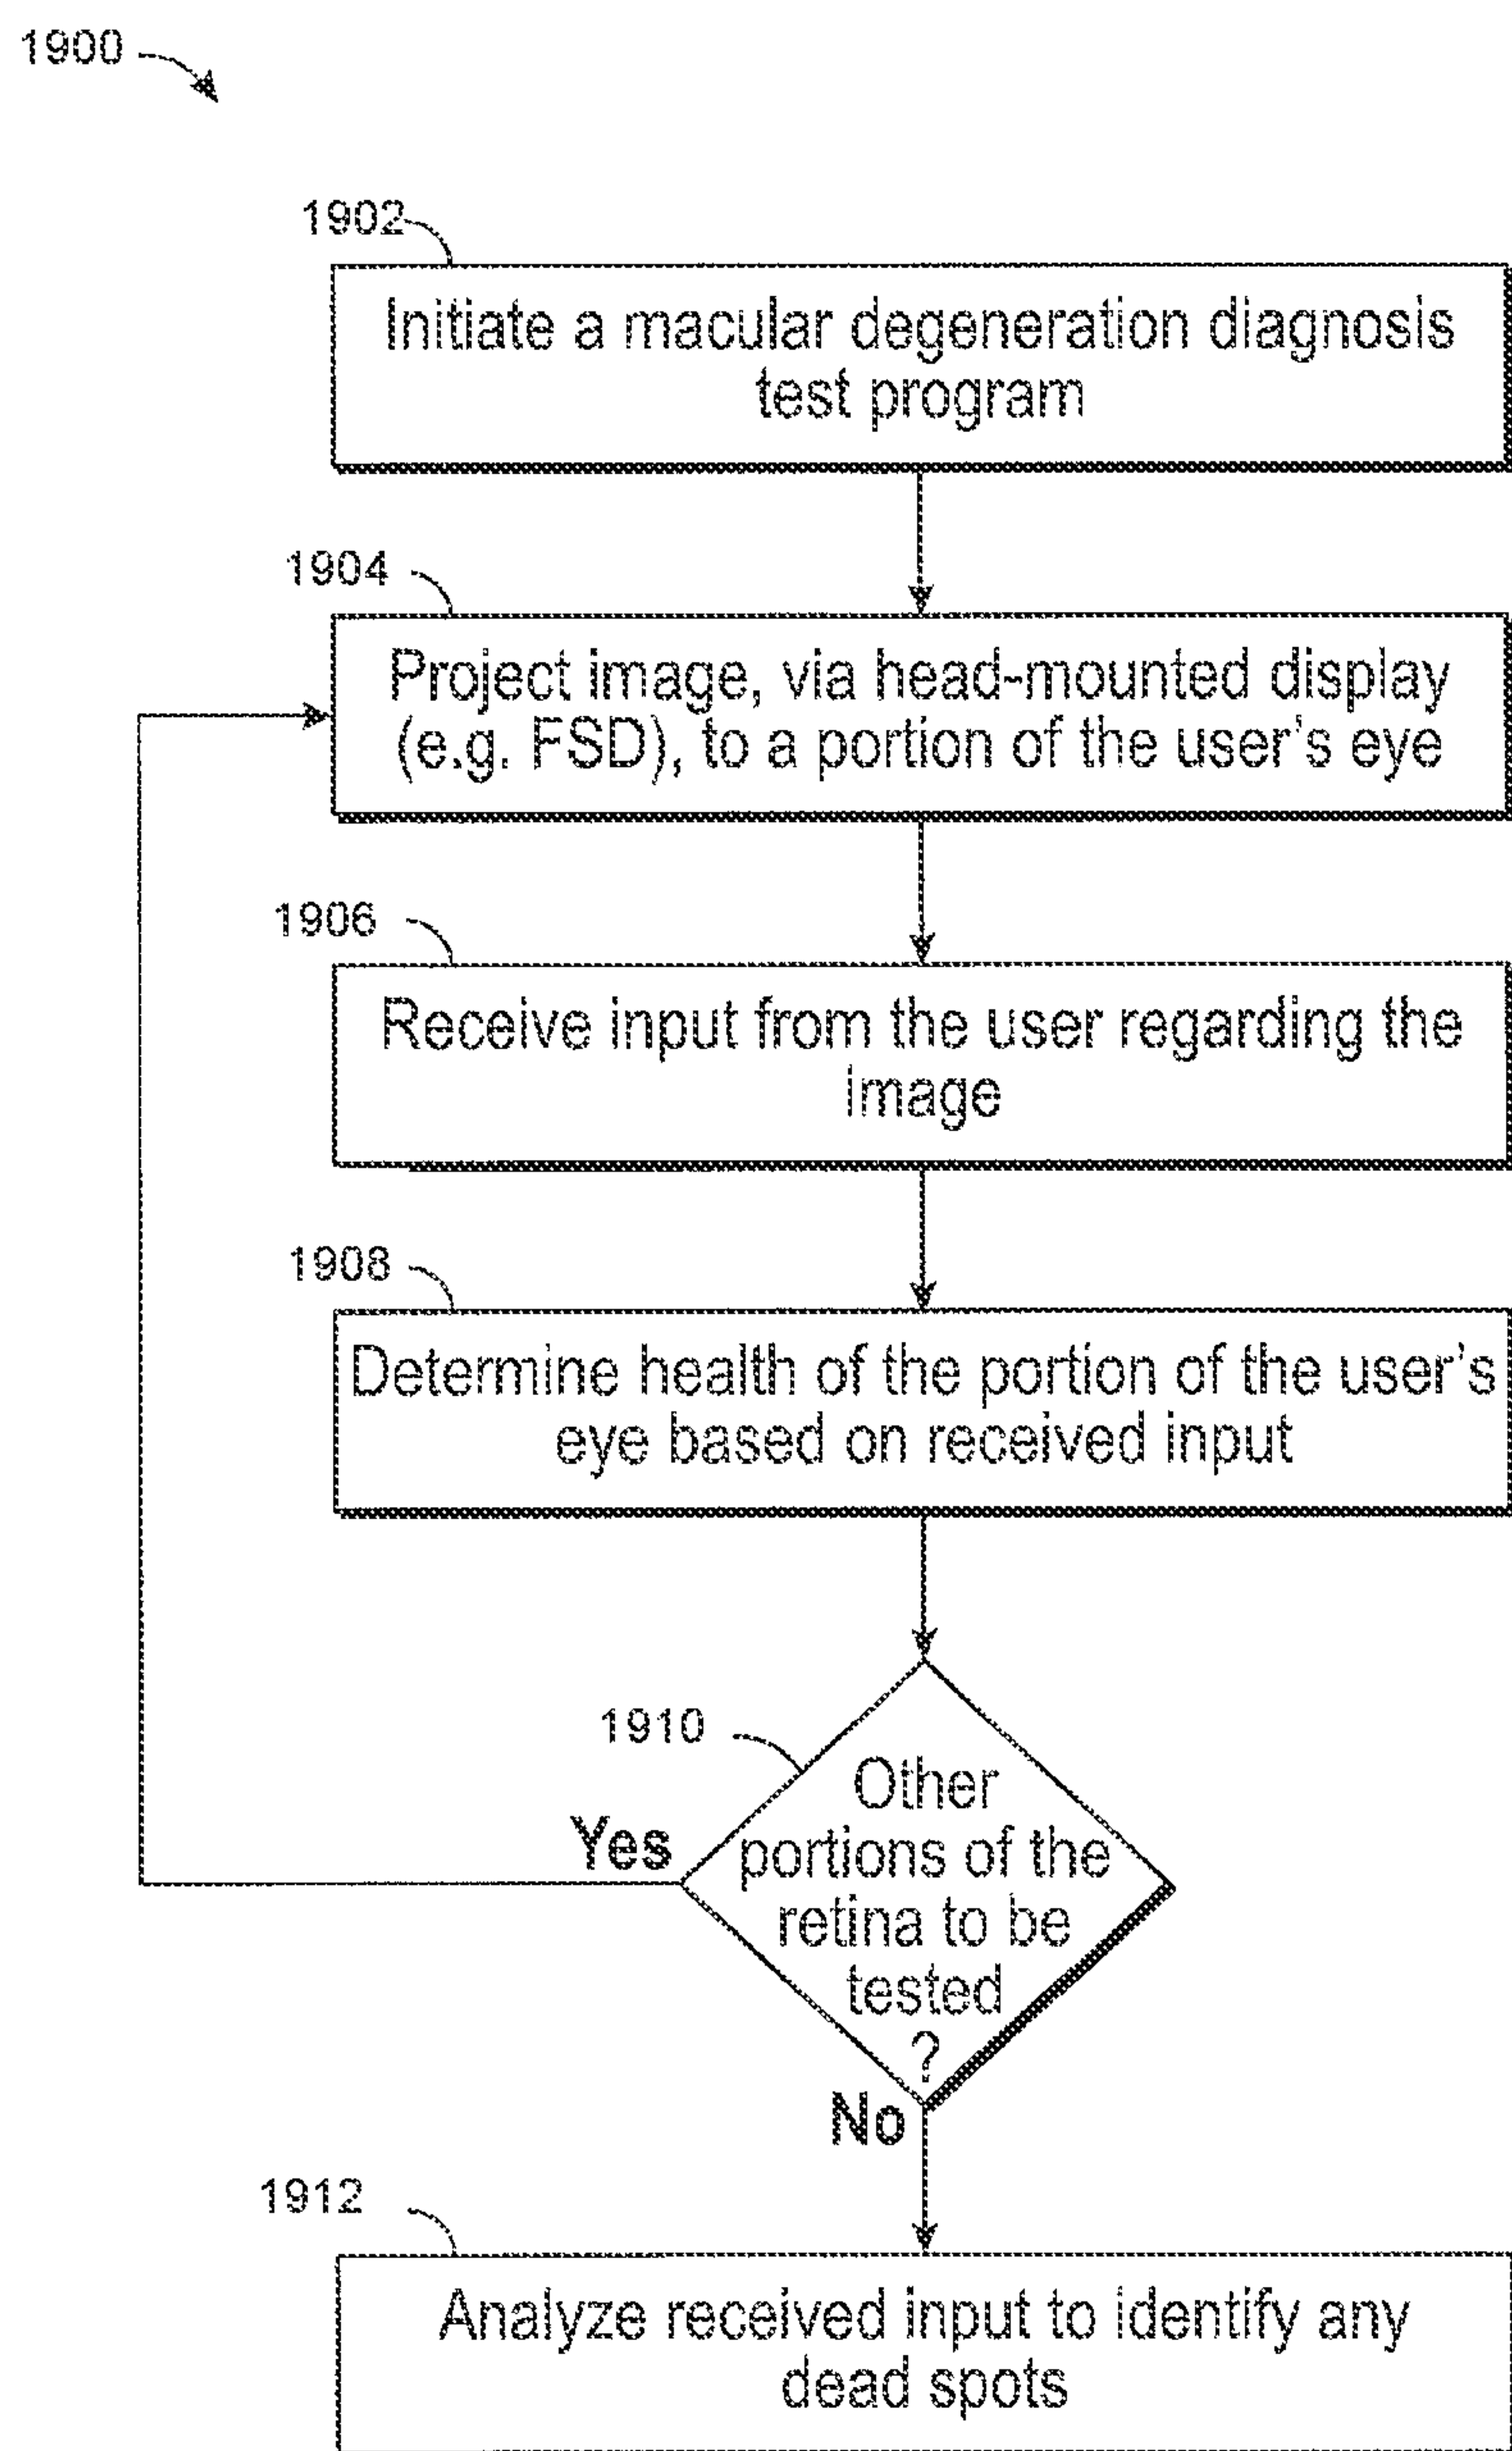 1900
1902
Initiate a macular degeneration diagnosis
test program
1904
Project image, via head-mounted display
(e.g. FSD), to a portion of the user's eye
1906
Receive input from the user regarding the
image
1908
Determine health of the portion of the user's
eye based on received input
1910
Other
portions of the
retina to be
tested
?
Yes
No
1912
Analyze received input to identify any
dead spots